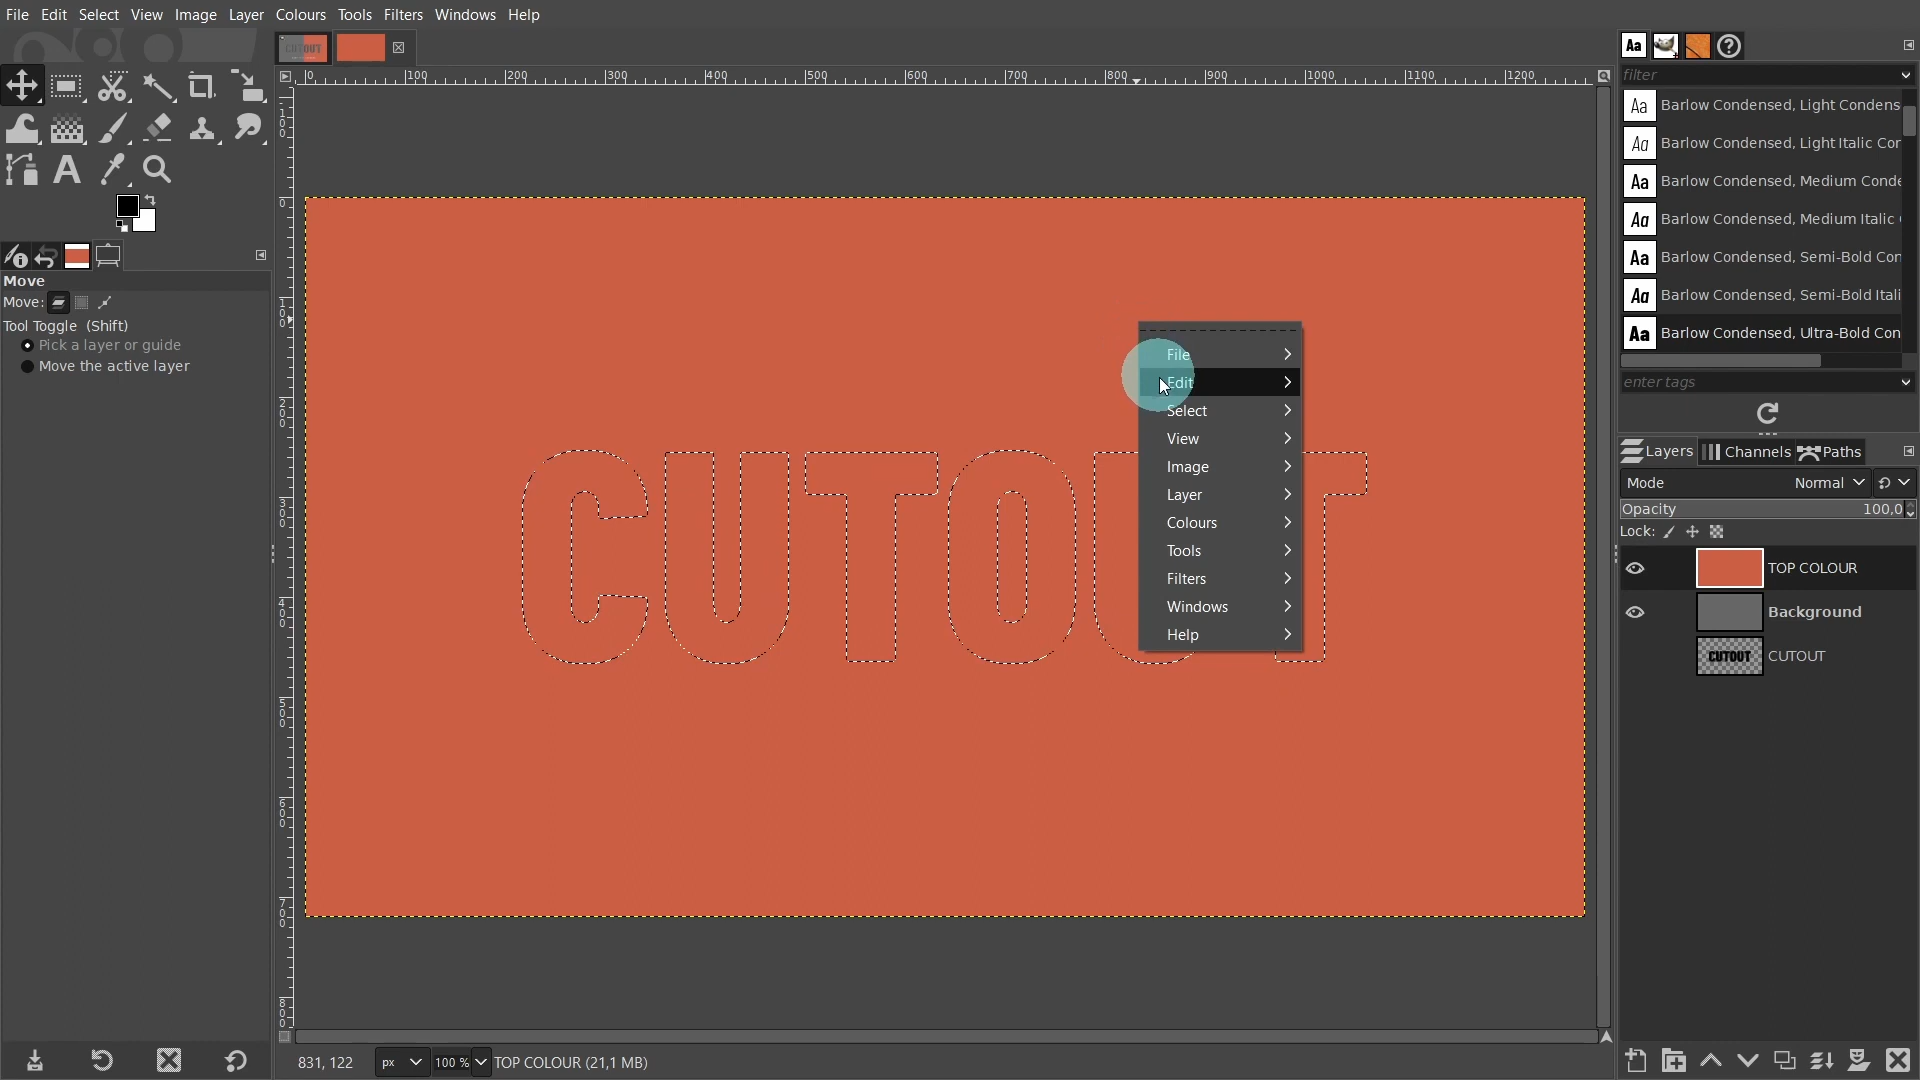 File Edit Select View Image Layer Colours Tools Filters Windows Help
filter
Barlow Condensed, Light Condens
Barlow Condensed, Light Italic Cor
Barlow Condensed, Medium Conde
Barlow Condensed, Medium Italic
Barlow Condensed, Semi-Bold Cor
Barlow Condensed, Semi-Bold Itali
Barlow Condensed, Ultra-Bold Con
enter tags
Move
Move:
Tool Toggle (Shift)
Pick a layer or guide
Move the active layer
0 100 200 300 400 500 600 700 800 900 1000 1100 1200
CUTOUT
File
Edit
Select
View
Image
Layer
Colours
Tools
Filters
Windows
Help
Layers Channels Paths
Mode Normal
Opacity 100,0
Lock:
TOP COLOUR
Background
CUTOUT CUTOUT
831, 122 px 100 % TOP COLOUR (21,1 MB)